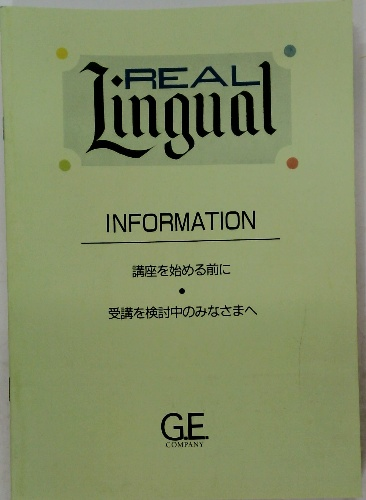 REAL
Lingual
INFORMATION
講座を始める前に
●
受講を検討中のみなさまへ
G.E.
COMPANY